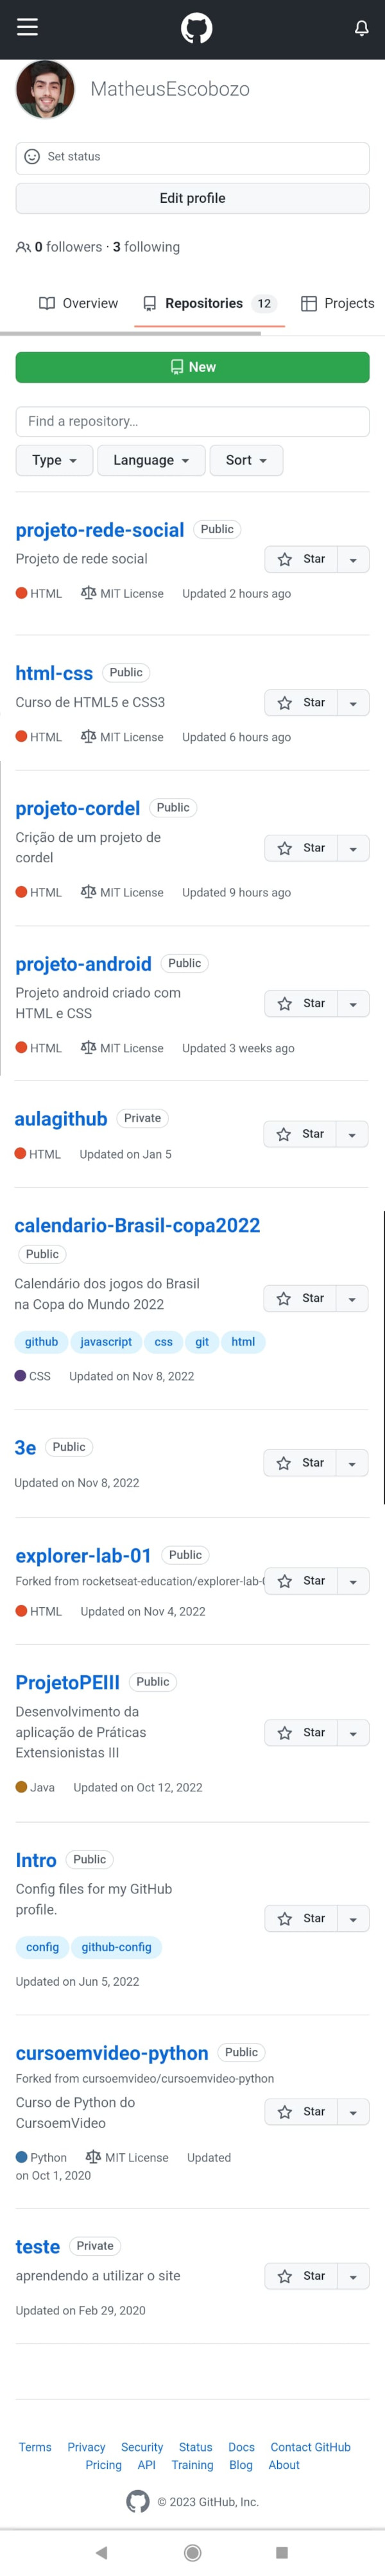 MatheusEscobozo
Set status
Edit profile
0 followers · 3 following
Overview Repositories 12 Projects
New
Find a repository...
Type Language Sort
projeto-rede-social Public
Projeto de rede social
Star
HTML MIT License Updated 2 hours ago
html-css Public
Curso de HTML5 e CSS3
Star
HTML MIT License Updated 6 hours ago
projeto-cordel Public
Crição de um projeto de
cordel
Star
HTML MIT License Updated 9 hours ago
projeto-android Public
Projeto android criado com
HTML e CSS
Star
HTML MIT License Updated 3 weeks ago
aulagithub Private
Star
HTML Updated on Jan 5
calendario-Brasil-copa2022
Public
Calendário dos jogos do Brasil
na Copa do Mundo 2022
Star
github javascript css git html
CSS Updated on Nov 8, 2022
3e Public
Star
Updated on Nov 8, 2022
explorer-lab-01 Public
Forked from rocketseat-education/explorer-lab-
Star
HTML Updated on Nov 4, 2022
ProjetoPEIII Public
Desenvolvimento da
aplicação de Práticas
Extensionistas III
Star
Java Updated on Oct 12, 2022
Intro Public
Config files for my GitHub
profile.
Star
config github-config
Updated on Jun 5, 2022
cursoemvideo-python Public
Forked from cursoemvideo/cursoemvideo-python
Curso de Python do
CursoemVideo
Star
Python MIT License Updated
on Oct 1, 2020
teste Private
aprendendo a utilizar o site
Star
Updated on Feb 29, 2020
Terms Privacy Security Status Docs Contact GitHub
Pricing API Training Blog About
© 2023 GitHub, Inc.